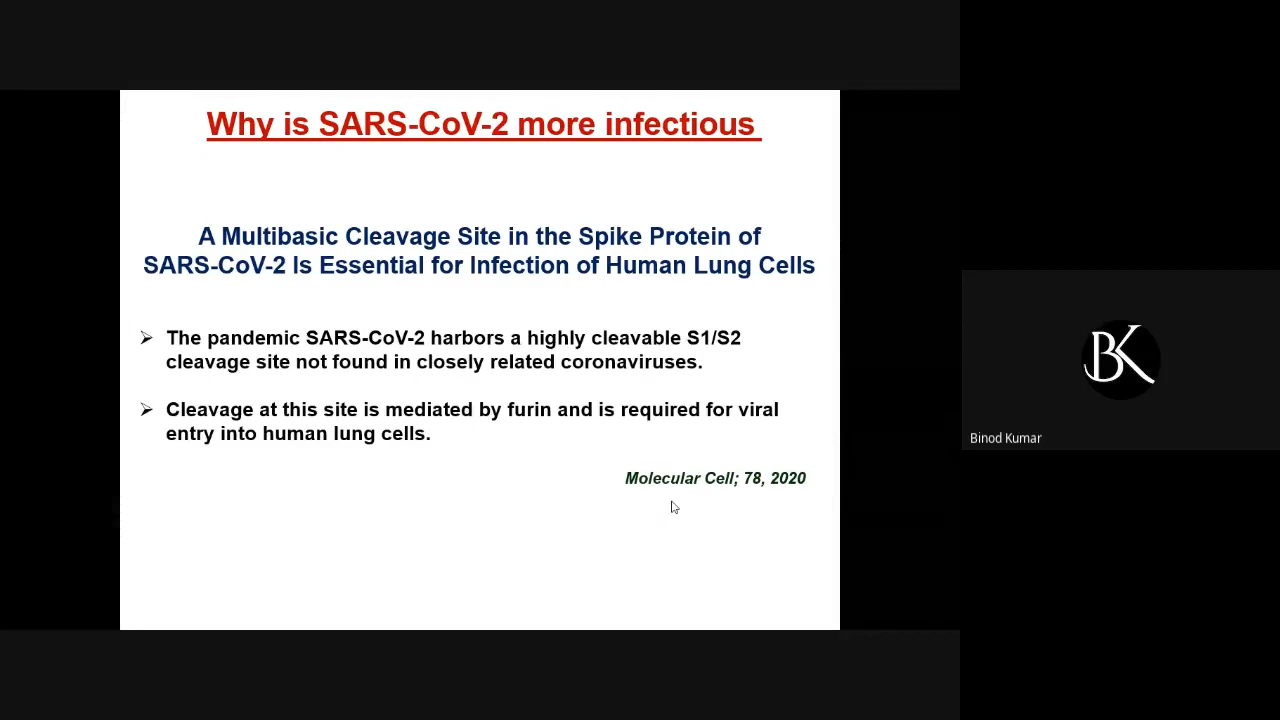 Why is SARS-CoV-2 more infectious
A Multibasic Cleavage Site in the Spike Protein of
SARS-CoV-2 Is Essential for Infection of Human Lung Cells
The pandemic SARS-CoV-2 harbors a highly cleavable S1/S2
cleavage site not found in closely related coronaviruses.
Cleavage at this site is mediated by furin and is required for viral
entry into human lung cells.
Molecular Cell; 78, 2020
BK
Binod Kumar